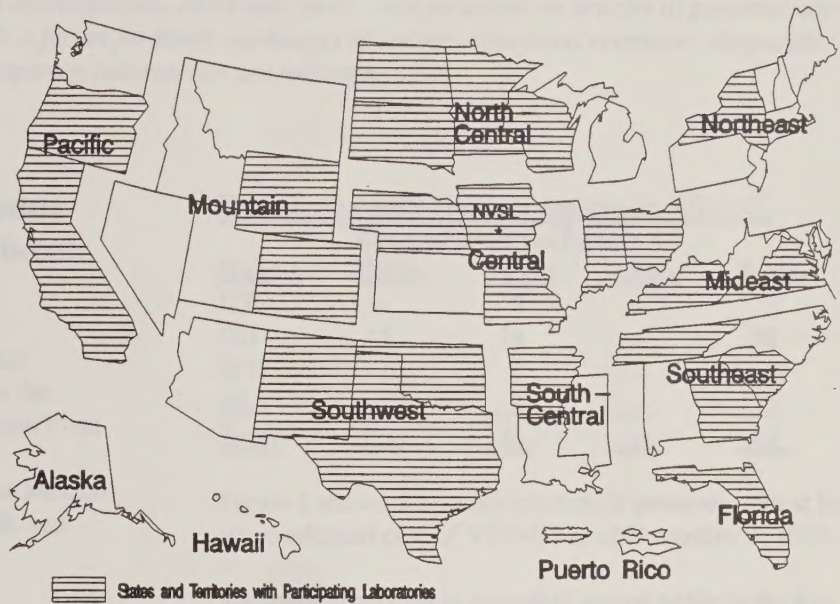 North
Central
Northeast
Pacific
Mountain
NVSL
*
Central
Mideast
Southeast
South –
Central
Southwest
Alaska
Hawaii
Florida
Puerto Rico
States and Territories with Participating Laboratories